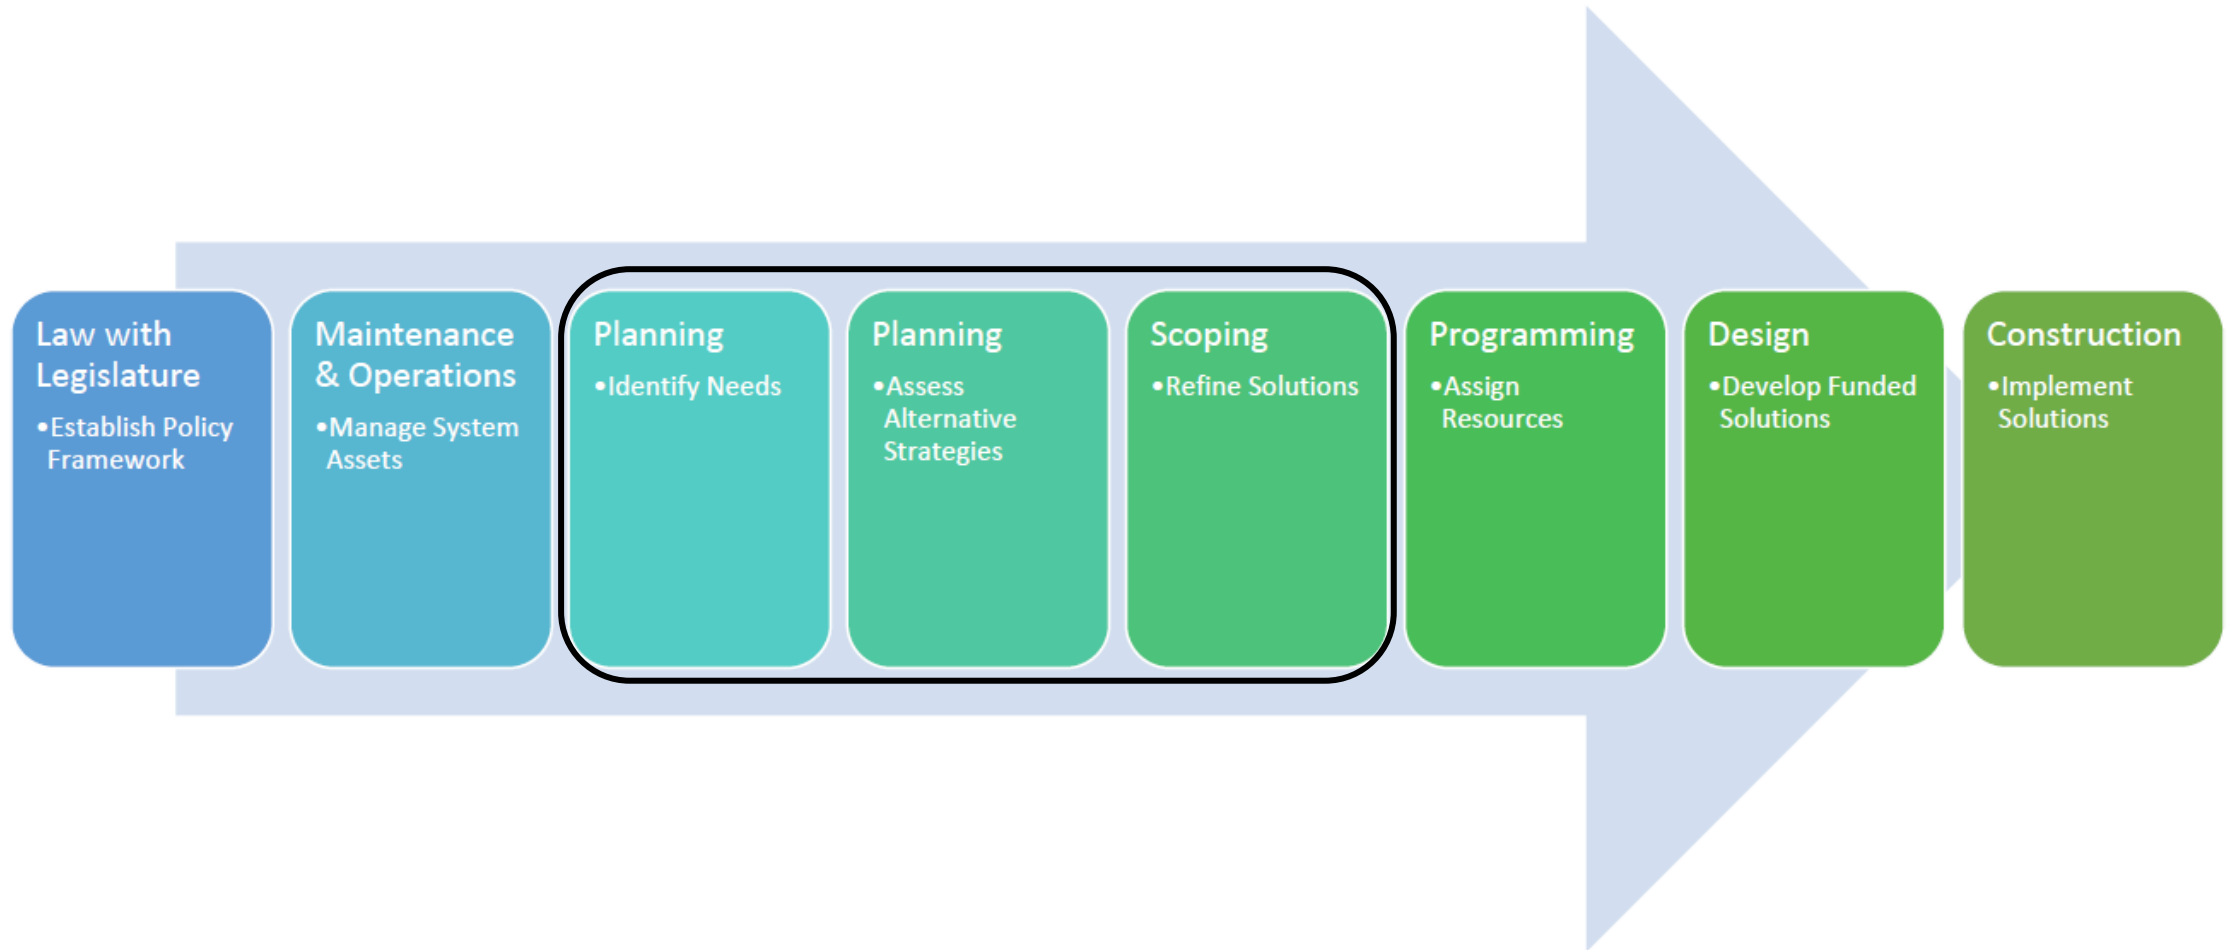 Law with
Legislature
•Establish Policy
Framework
Maintenance
& Operations
•Manage System
Assets
Planning
•Identify Needs
Planning
•Assess
Alternative
Strategies
Scoping
•Refine Solutions
Programming
•Assign
Resources
Design
•Develop Funded
Solutions
Construction
•Implement
Solutions